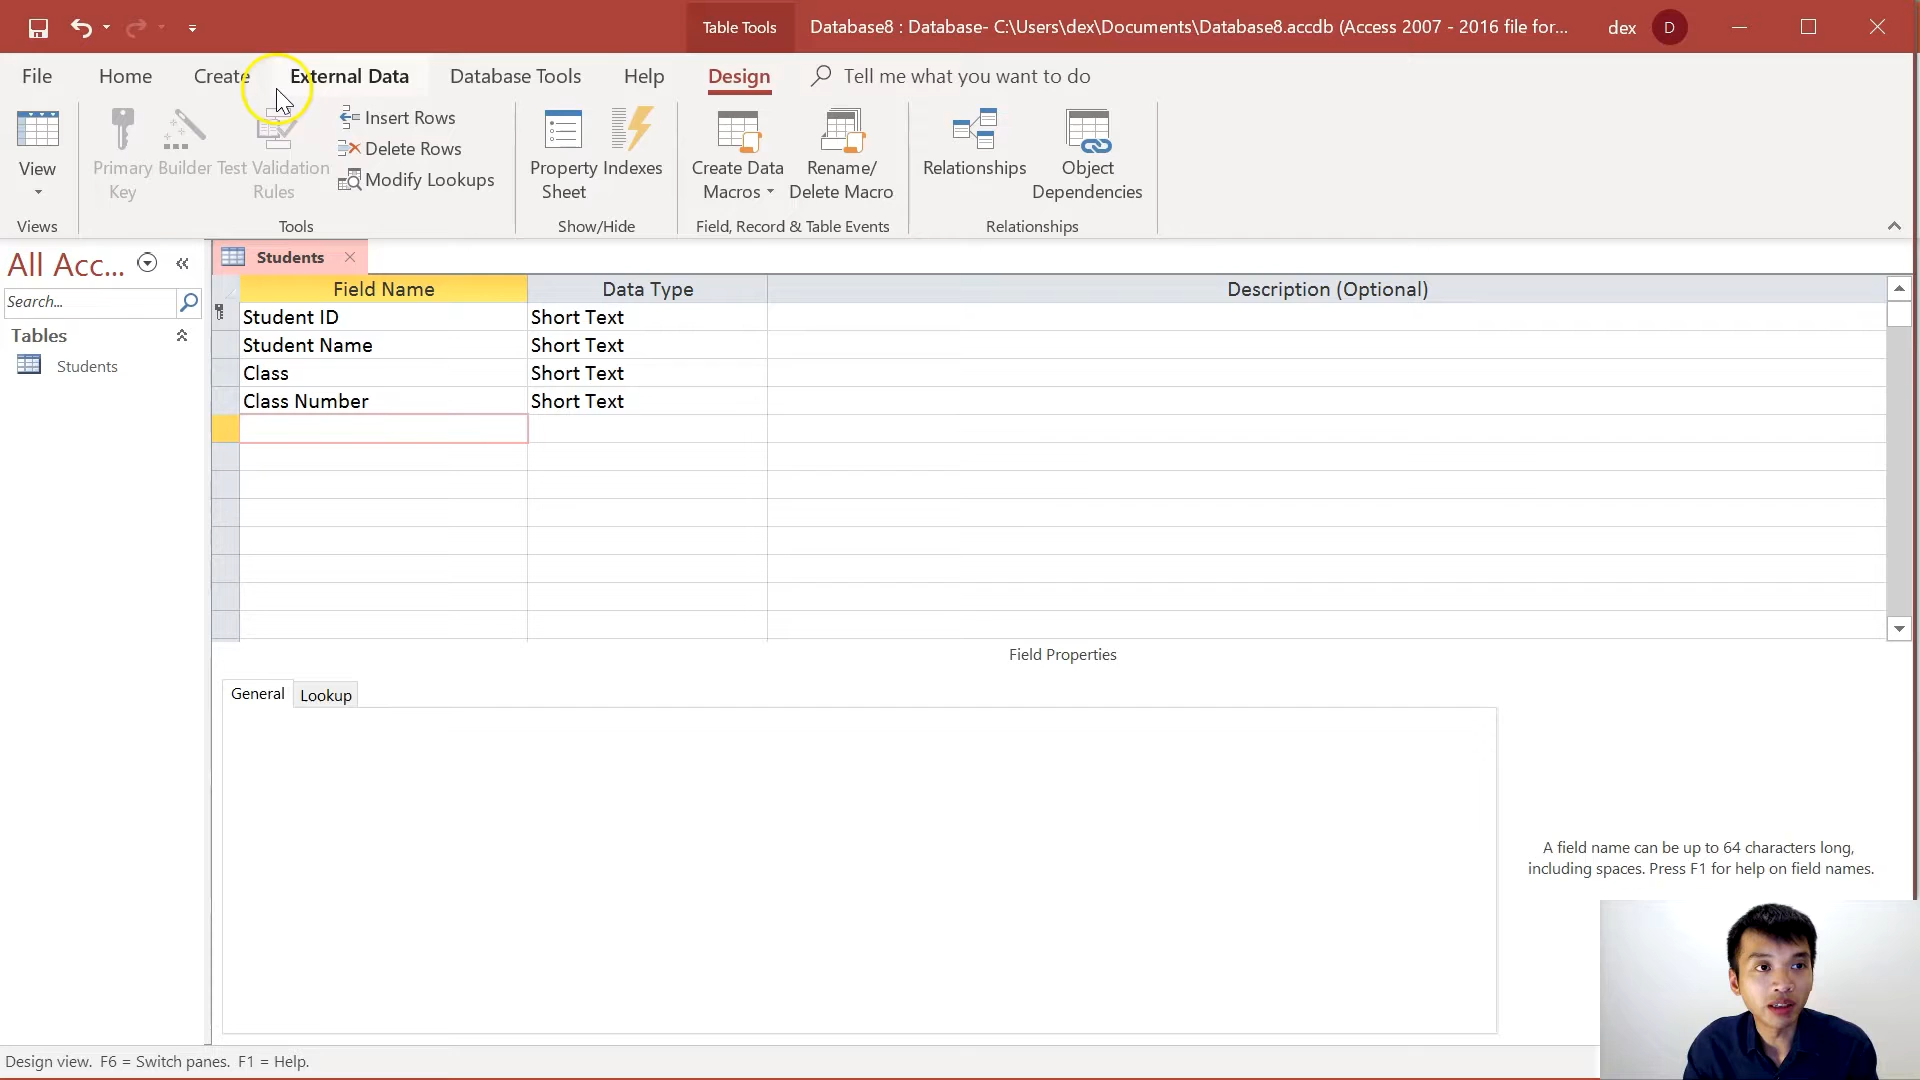 Table Tools
Database8 : Database- C:\Users\dex\Documents\Database8.accdb (Access 2007 - 2016 file for...
dex
D
File
Home
Create
External Data
Database Tools
Help
Design
Tell me what you want to do
View
Primary
Key
Builder
Test Validation
Rules
Insert Rows
Delete Rows
Modify Lookups
Property
Sheet
Indexes
Create Data
Macros
Rename/
Delete Macro
Relationships
Object
Dependencies
Views
Tools
Show/Hide
Field, Record & Table Events
Relationships
All Acc...
Search...
Tables
Students
Students
Field Name
Data Type
Description (Optional)
Student ID
Short Text
Student Name
Short Text
Class
Short Text
Class Number
Short Text
Field Properties
General
Lookup
A field name can be up to 64 characters long,
including spaces. Press F1 for help on field names.
Design view.  F6 = Switch panes.  F1 = Help.